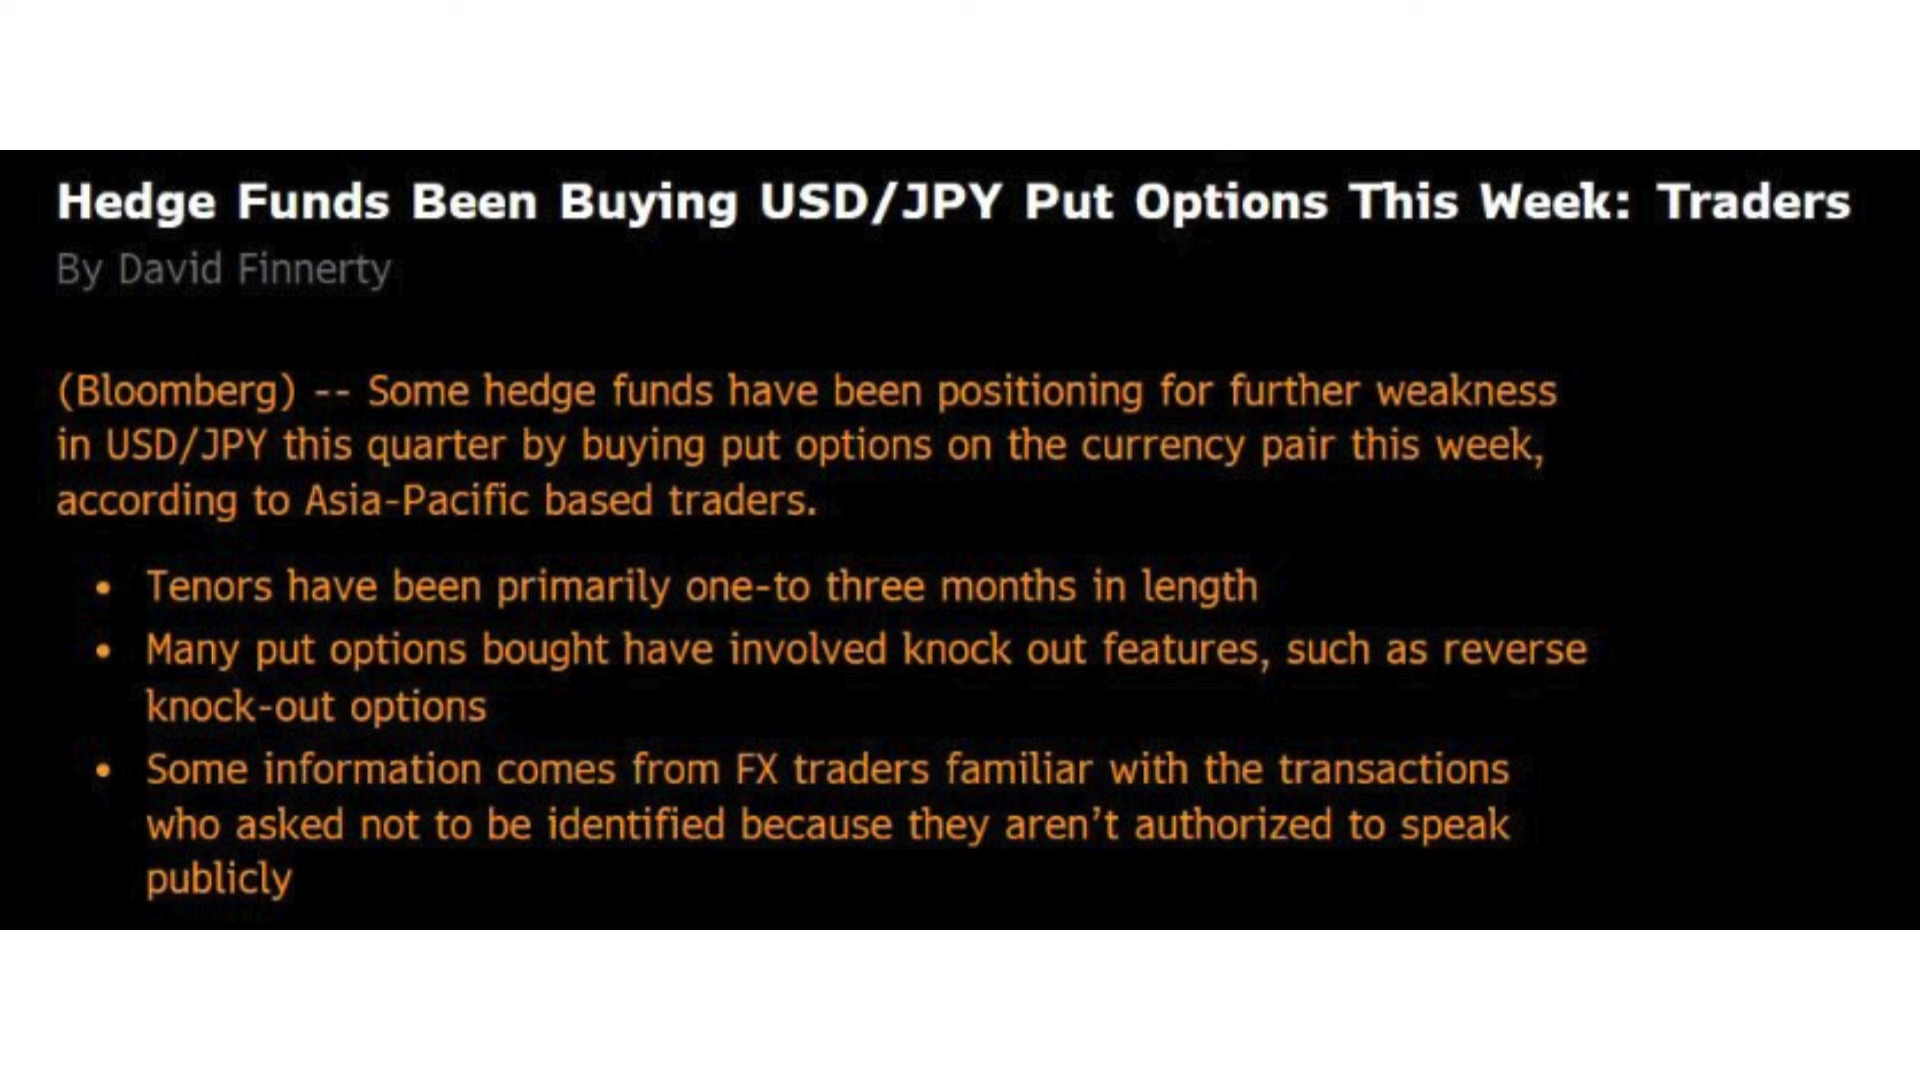 Hedge Funds Been Buying USD/JPY Put Options This Week: Traders
By David Finnerty
(Bloomberg) -- Some hedge funds have been positioning for further weakness
in USD/JPY this quarter by buying put options on the currency pair this week,
according to Asia-Pacific based traders.
• Tenors have been primarily one-to three months in length
• Many put options bought have involved knock out features, such as reverse
knock-out options
• Some information comes from FX traders familiar with the transactions
who asked not to be identified because they aren’t authorized to speak
publicly